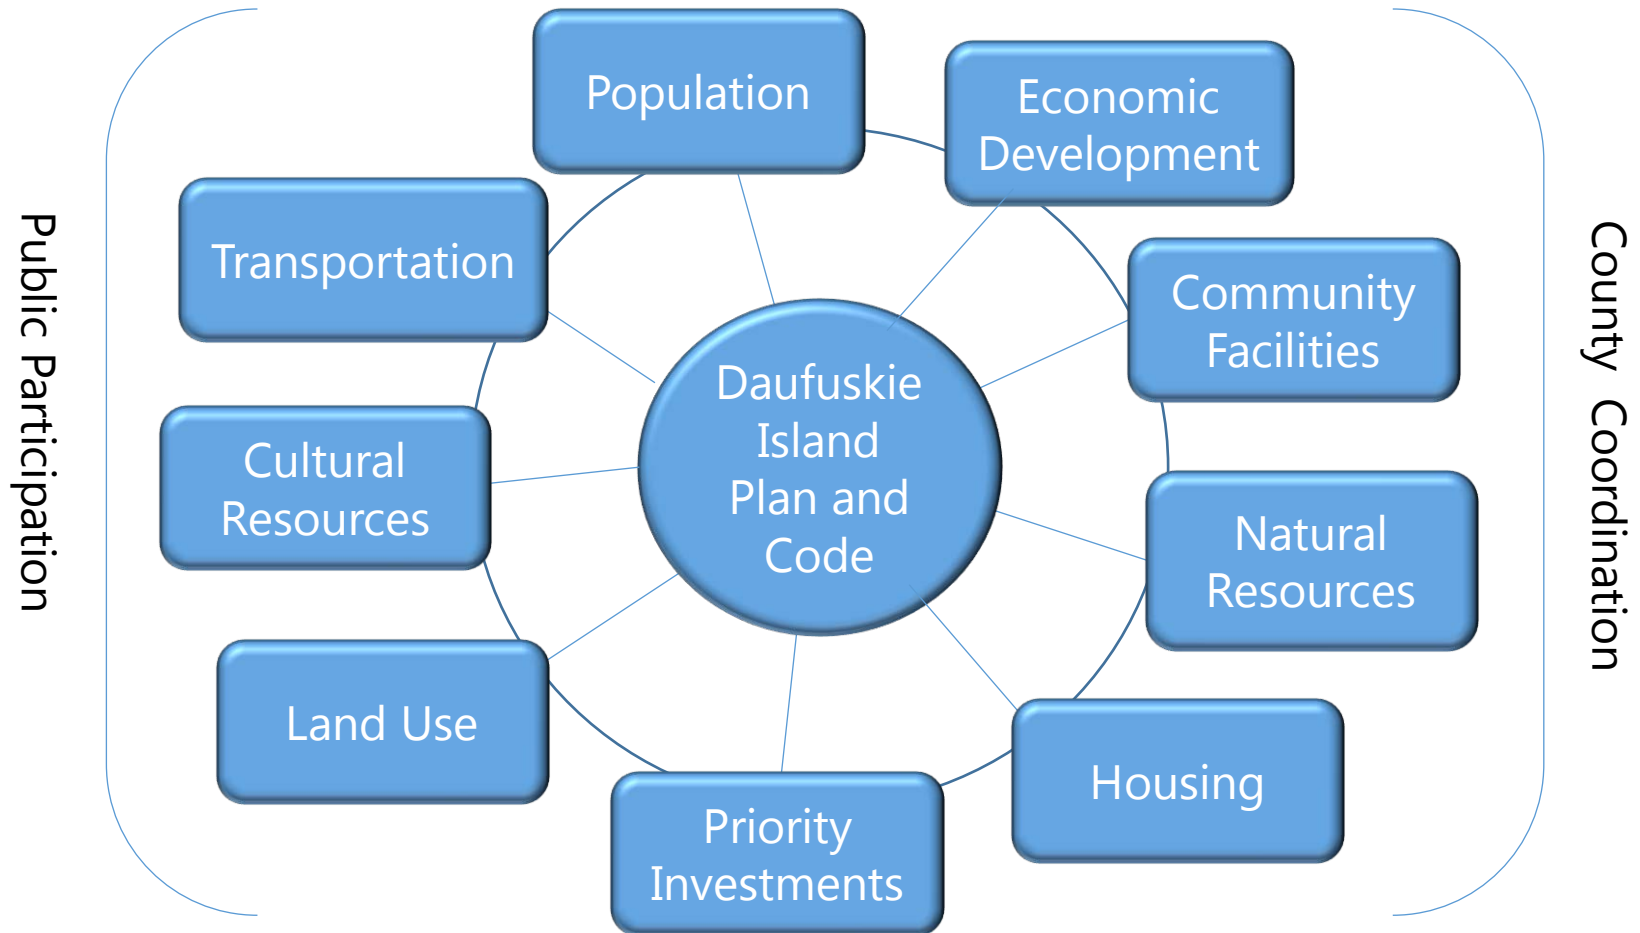 Public Participation
Population
Economic
Development
Transportation
Community
Facilities
Daufuskie
Island
Plan and
Code
Cultural
Resources
Natural
Resources
Land Use
Housing
Priority
Investments
County Coordination